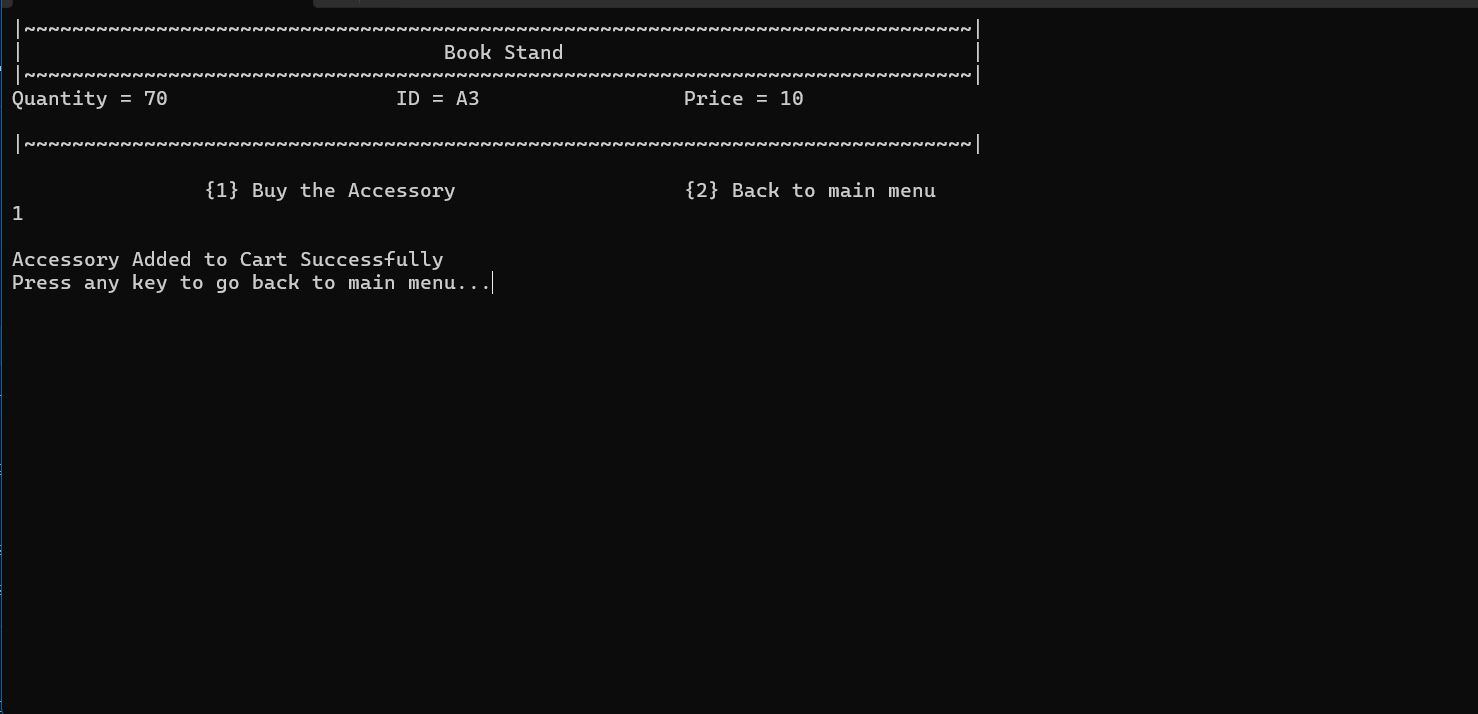 |~~~~~~~~~~~~~~~~~~~~~~~~~~~~~~~~~~~~~~~~~~~~~~~~~~~~~~~~~~~~~~~~~~~~~~~~~~~~~~~|
|                                   Book Stand                                  |
|~~~~~~~~~~~~~~~~~~~~~~~~~~~~~~~~~~~~~~~~~~~~~~~~~~~~~~~~~~~~~~~~~~~~~~~~~~~~~~~|
Quantity = 70                   ID = A3                 Price = 10
|~~~~~~~~~~~~~~~~~~~~~~~~~~~~~~~~~~~~~~~~~~~~~~~~~~~~~~~~~~~~~~~~~~~~~~~~~~~~~~~|
                {1} Buy the Accessory                   {2} Back to main menu
1
Accessory Added to Cart Successfully
Press any key to go back to main menu...